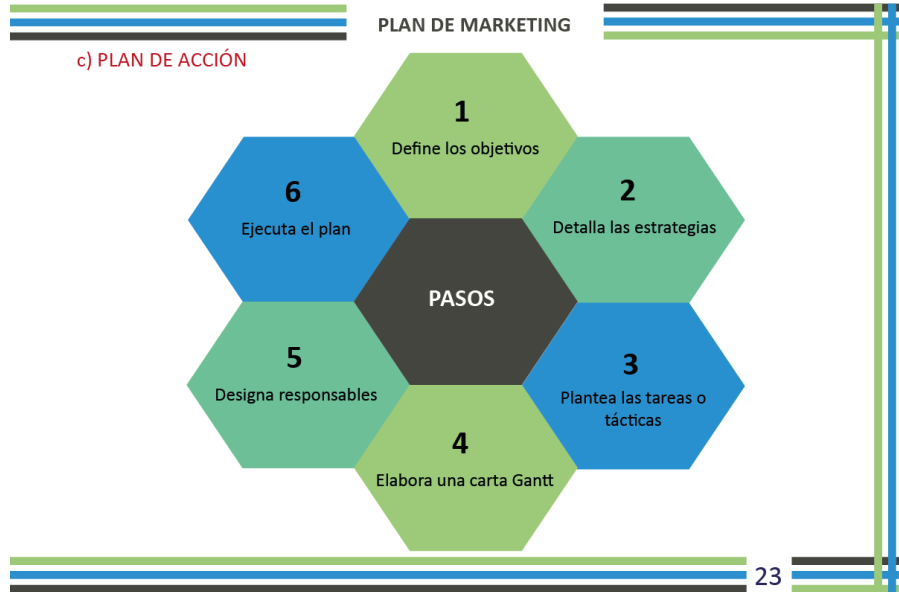 PLAN DE MARKETING
c) PLAN DE ACCIÓN
1
Define los objetivos
2
Detalla las estrategias
3
Plantea las tareas o
tácticas
4
Elabora una carta Gantt
5
Designa responsables
6
Ejecuta el plan
PASOS
23